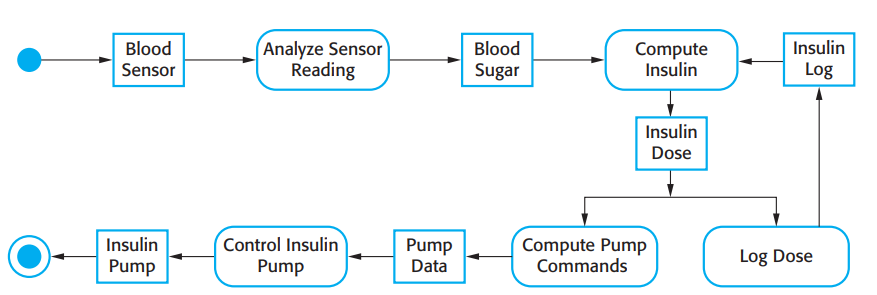 Blood
Sensor
Analyze Sensor
Reading
Blood
Sugar
Compute
Insulin
Insulin
Log
Insulin
Dose
Insulin
Pump
Control Insulin
Pump
Pump
Data
Compute Pump
Commands
Log Dose